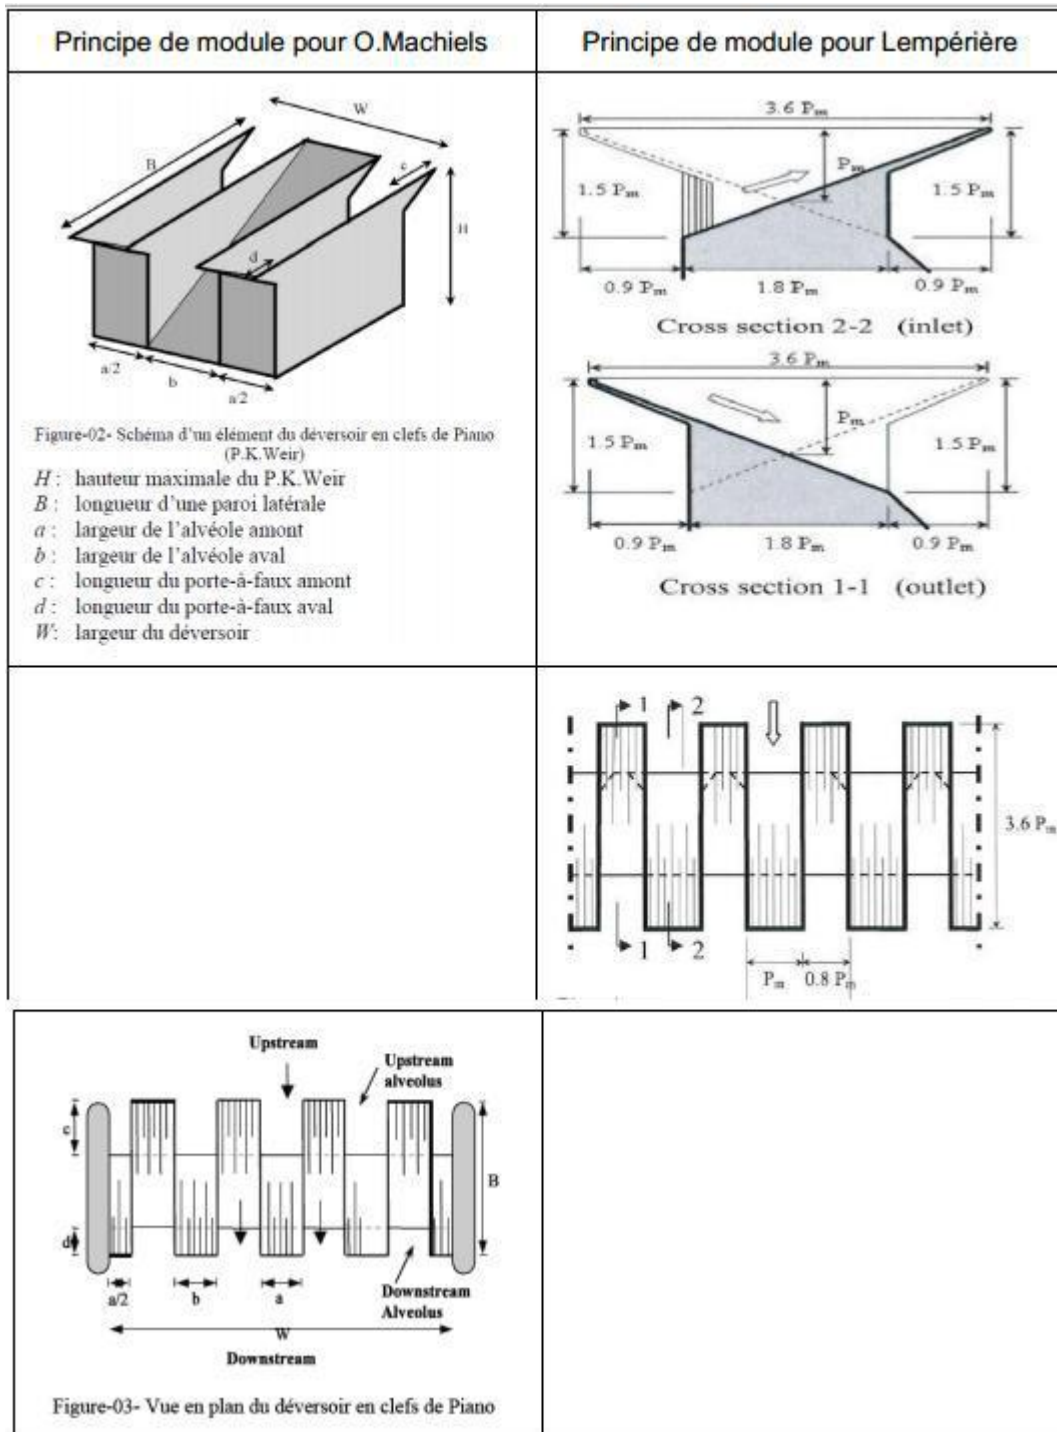 Principe de module pour O.Machiels
Principe de module pour Lempérière
W
B
c
H
d
a/2
b
a/2
Figure-02- Schéma d'un élément du déversoir en clefs de Piano
(P.K.Weir)
H : hauteur maximale du P.K.Weir
B : longueur d'une paroi latérale
a : largeur de l'alvéole amont
b : largeur de l'alvéole aval
c : longueur du porte-à-faux amont
d : longueur du porte-à-faux aval
W: largeur du déversoir
3.6 Pm
Pm
1.5 Pm
1.5 Pm
0.9 Pm
1.8 Pm
0.9 Pm
Cross section 2-2 (inlet)
3.6 Pm
Pm
1.5 Pm
1.5 Pm
0.9 Pm
1.8 Pm
0.9 Pm
Cross section 1-1 (outlet)
1
2
3.6 Pm
1
2
Pm
0.8 Pm
Upstream
Upstream
alveolus
c
B
d
a/2
b
a
Downstream
Alveolus
W
Downstream
Figure-03- Vue en plan du déversoir en clefs de Piano